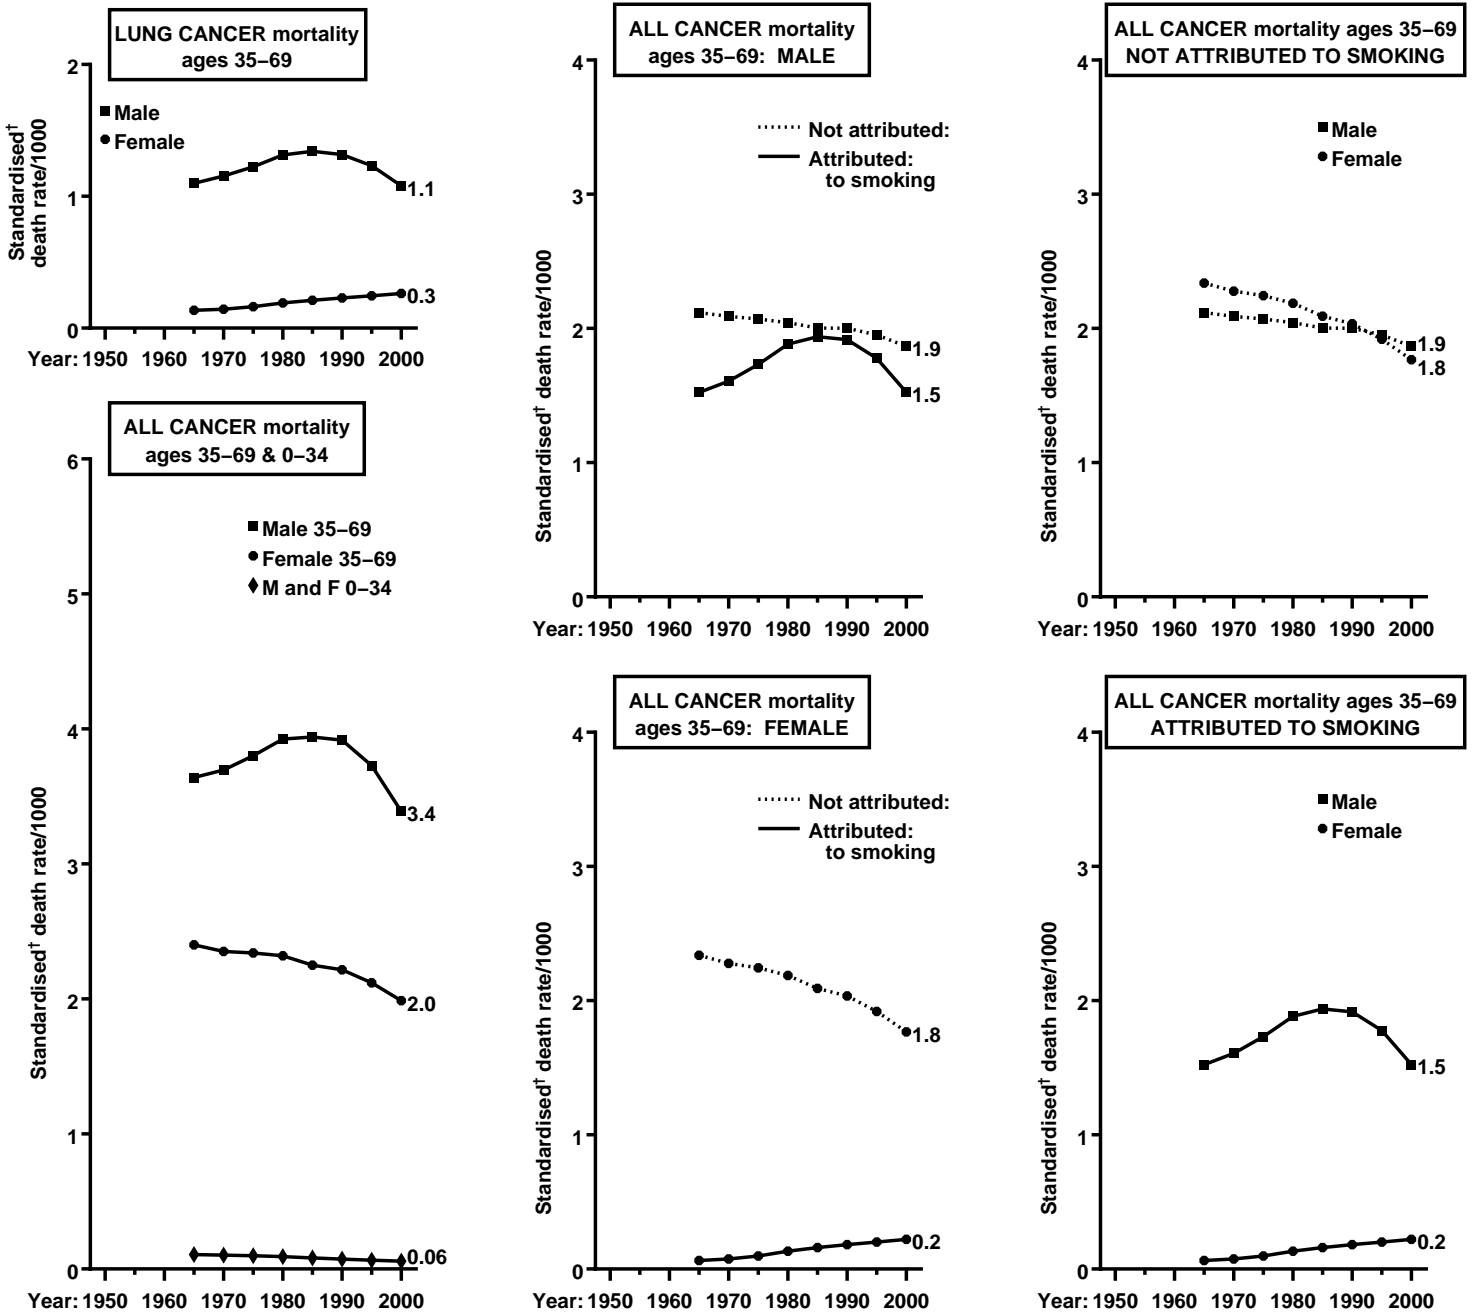 LUNG CANCER mortality
ages 35–69
2
1
0
Standardised†
death rate/1000
Male
Female
1.1
0.3
Year: 1950 1960 1970 1980 1990 2000
ALL CANCER mortality
ages 35–69 & 0–34
6
5
4
3
2
1
0
Standardised† death rate/1000
Male 35–69
Female 35–69
M and F 0–34
3.4
2.0
0.06
Year: 1950 1960 1970 1980 1990 2000
ALL CANCER mortality
ages 35–69: MALE
4
3
2
1
0
Standardised† death rate/1000
Not attributed:
Attributed:
to smoking
1.9
1.5
Year: 1950 1960 1970 1980 1990 2000
ALL CANCER mortality
ages 35–69: FEMALE
4
3
2
1
0
Standardised† death rate/1000
Not attributed:
Attributed:
to smoking
1.8
0.2
Year: 1950 1960 1970 1980 1990 2000
ALL CANCER mortality ages 35–69
NOT ATTRIBUTED TO SMOKING
4
3
2
1
0
Standardised† death rate/1000
Male
Female
1.9
1.8
Year: 1950 1960 1970 1980 1990 2000
ALL CANCER mortality ages 35–69
ATTRIBUTED TO SMOKING
4
3
2
1
0
Standardised† death rate/1000
Male
Female
1.5
0.2
Year: 1950 1960 1970 1980 1990 2000